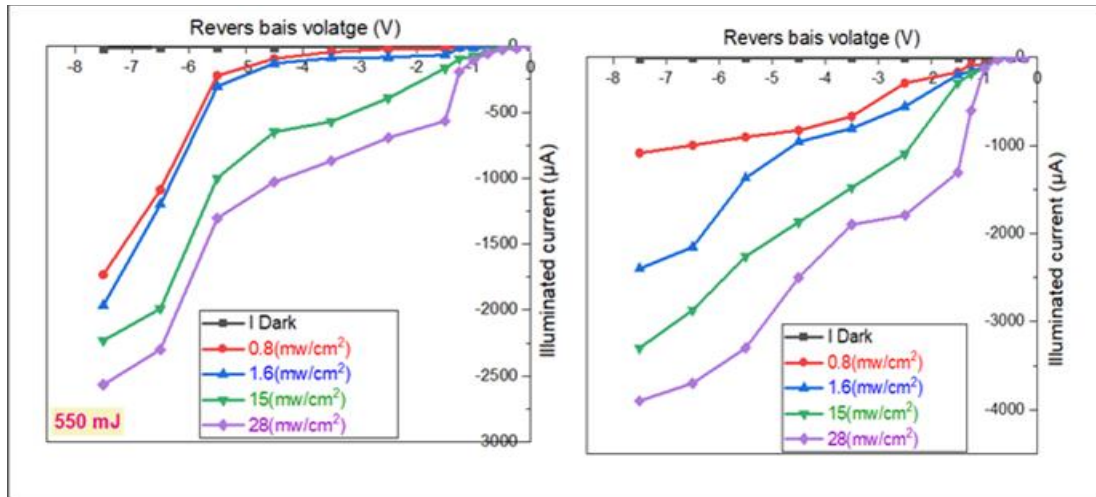 Revers bais volatge (V)
-8 -7 -6 -5 -4 -3 -2 -1 0
0
-500
-1000
-1500
-2000
-2500
3000
Illuminated current (µA)
I Dark
0.8(mw/cm²)
1.6(mw/cm²)
15(mw/cm²)
28(mw/cm²)
550 mJ
Revers bais volatge (V)
-8 -7 -6 -5 -4 -3 -2 -1 0
0
-1000
-2000
-3000
-4000
Illuminated current (µA)
I Dark
0.8(mw/cm²)
1.6(mw/cm²)
15(mw/cm²)
28(mw/cm²)